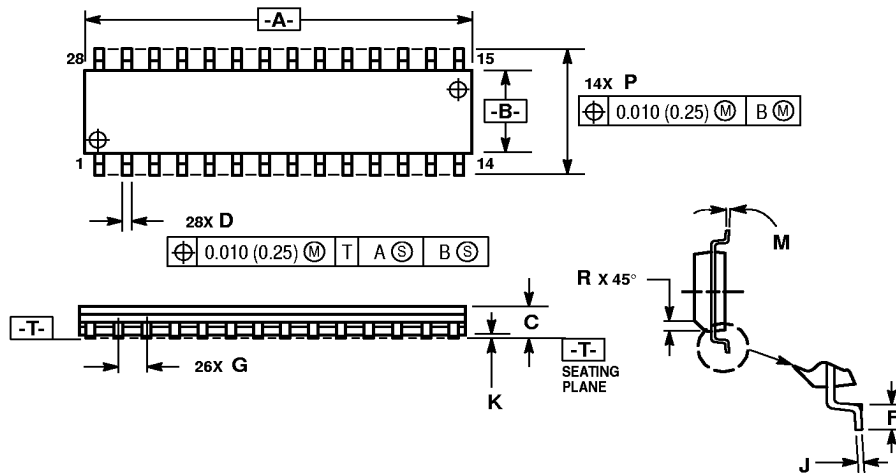 -A-
28
15
14X P
-B-
⌖ 0.010 (0.25) Ⓜ B Ⓜ
1
14
28X D
⌖ 0.010 (0.25) Ⓜ T A Ⓢ B Ⓢ
M
R X 45°
-T-
C
26X G
-T-
SEATING
PLANE
K
F
J